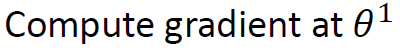 Compute gradient at θ¹